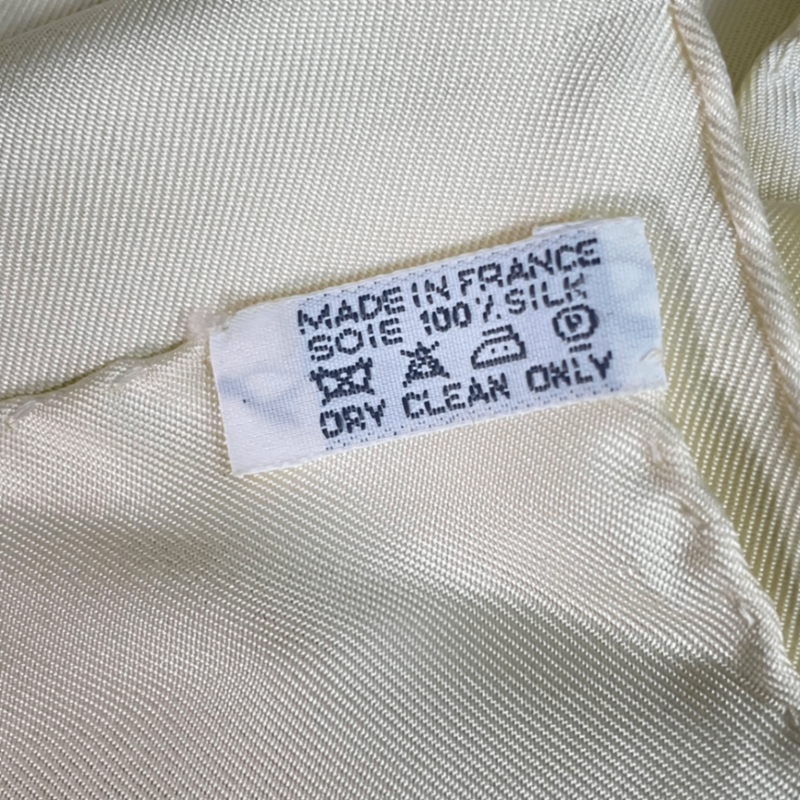 MADE IN FRANCE
SOIE 100% SILK
P
DRY CLEAN ONLY